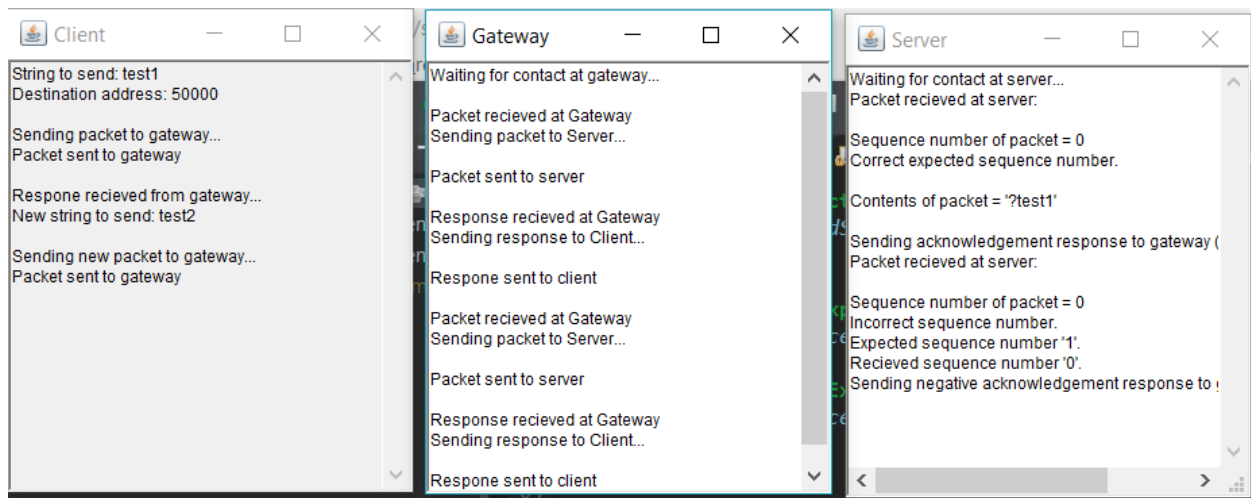 Client
String to send: test1
Destination address: 50000
Sending packet to gateway...
Packet sent to gateway
Respone recieved from gateway...
New string to send: test2
Sending new packet to gateway...
Packet sent to gateway
Gateway
Waiting for contact at gateway...
Packet recieved at Gateway
Sending packet to Server...
Packet sent to server
Response recieved at Gateway
Sending response to Client...
Respone sent to client
Packet recieved at Gateway
Sending packet to Server...
Packet sent to server
Response recieved at Gateway
Sending response to Client...
Respone sent to client
Server
Waiting for contact at server...
Packet recieved at server:
Sequence number of packet = 0
Correct expected sequence number.
Contents of packet = '?test1'
Sending acknowledgement response to gateway (
Packet recieved at server:
Sequence number of packet = 0
Incorrect sequence number.
Expected sequence number '1'.
Recieved sequence number '0'.
Sending negative acknowledgement response to